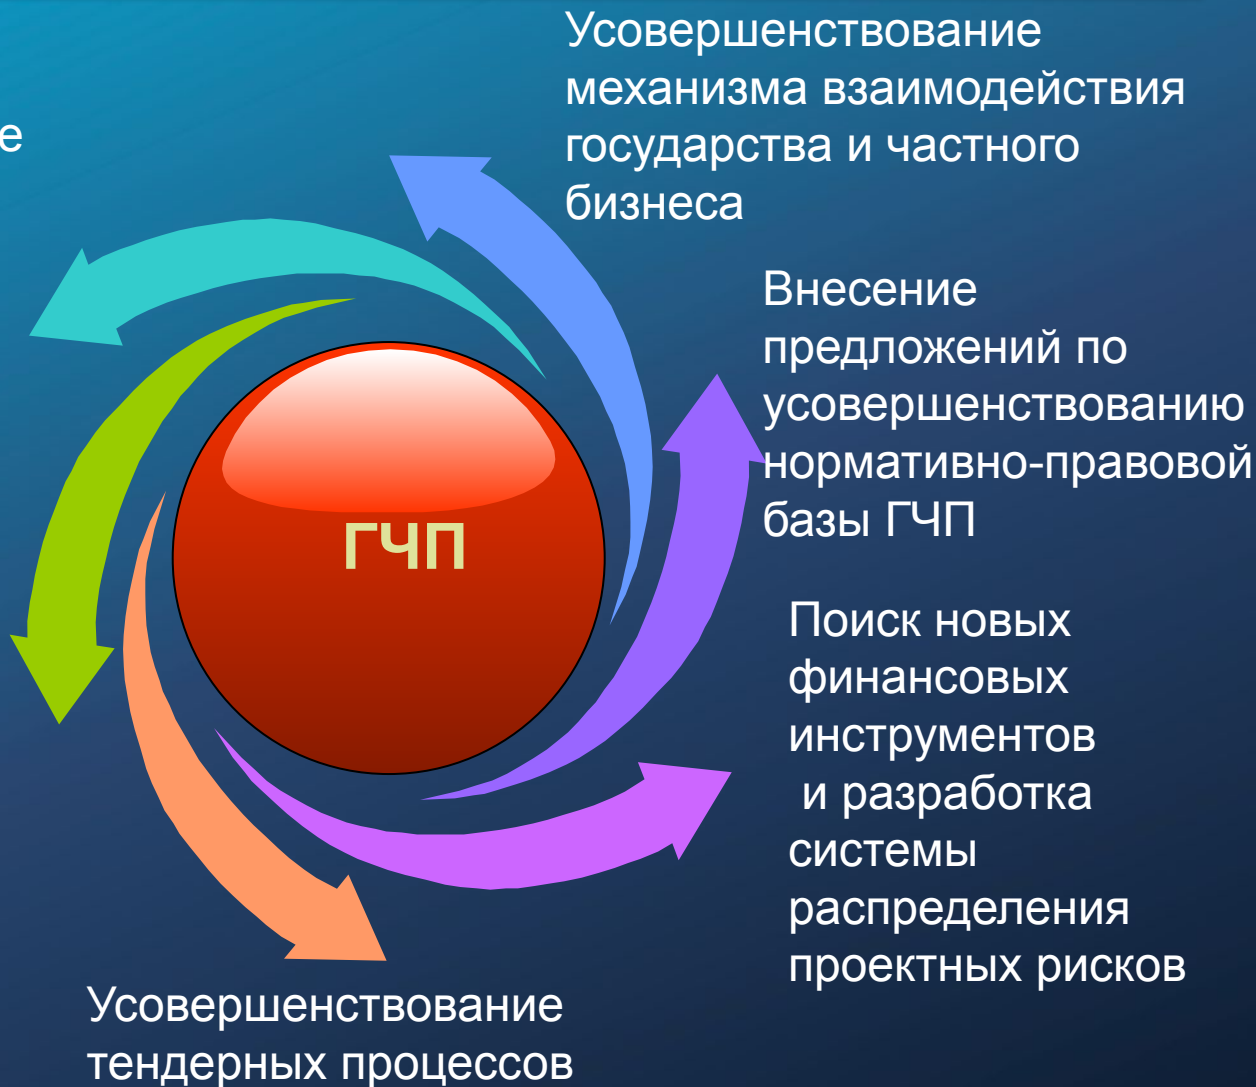 Усовершенствование
механизма взаимодействия
государства и частного
бизнеса
Внесение
предложений по
усовершенствованию
нормативно-правовой
базы ГЧП
ГЧП
Поиск новых
финансовых
инструментов
и разработка
системы
распределения
проектных рисков
Усовершенствование
тендерных процессов